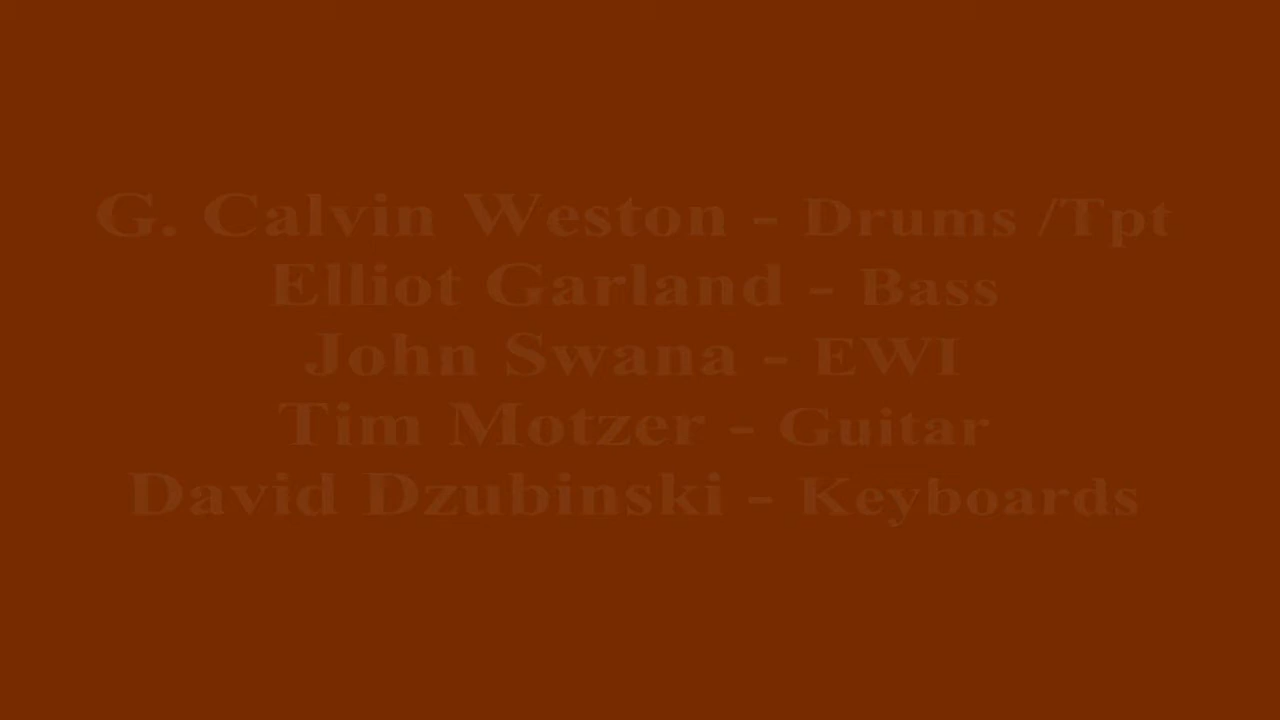 G. Calvin Weston - Drums /Tpt
Elliot Garland - Bass
John Swana - EWI
Tim Motzer - Guitar
David Dzubinski - Keyboards